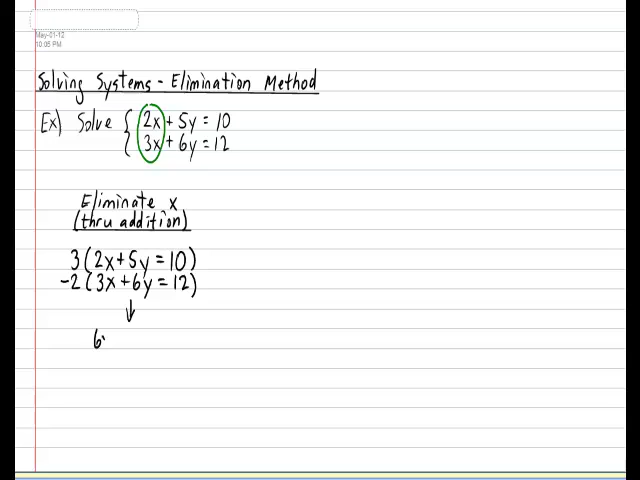 May-01-12
10:05 PM
Solving Systems - Elimination Method
Ex) Solve { 2x + 5y = 10
3x + 6y = 12
Eliminate x
(thru addition)
3(2x+5y=10)
-2(3x+6y=12)
↓
6